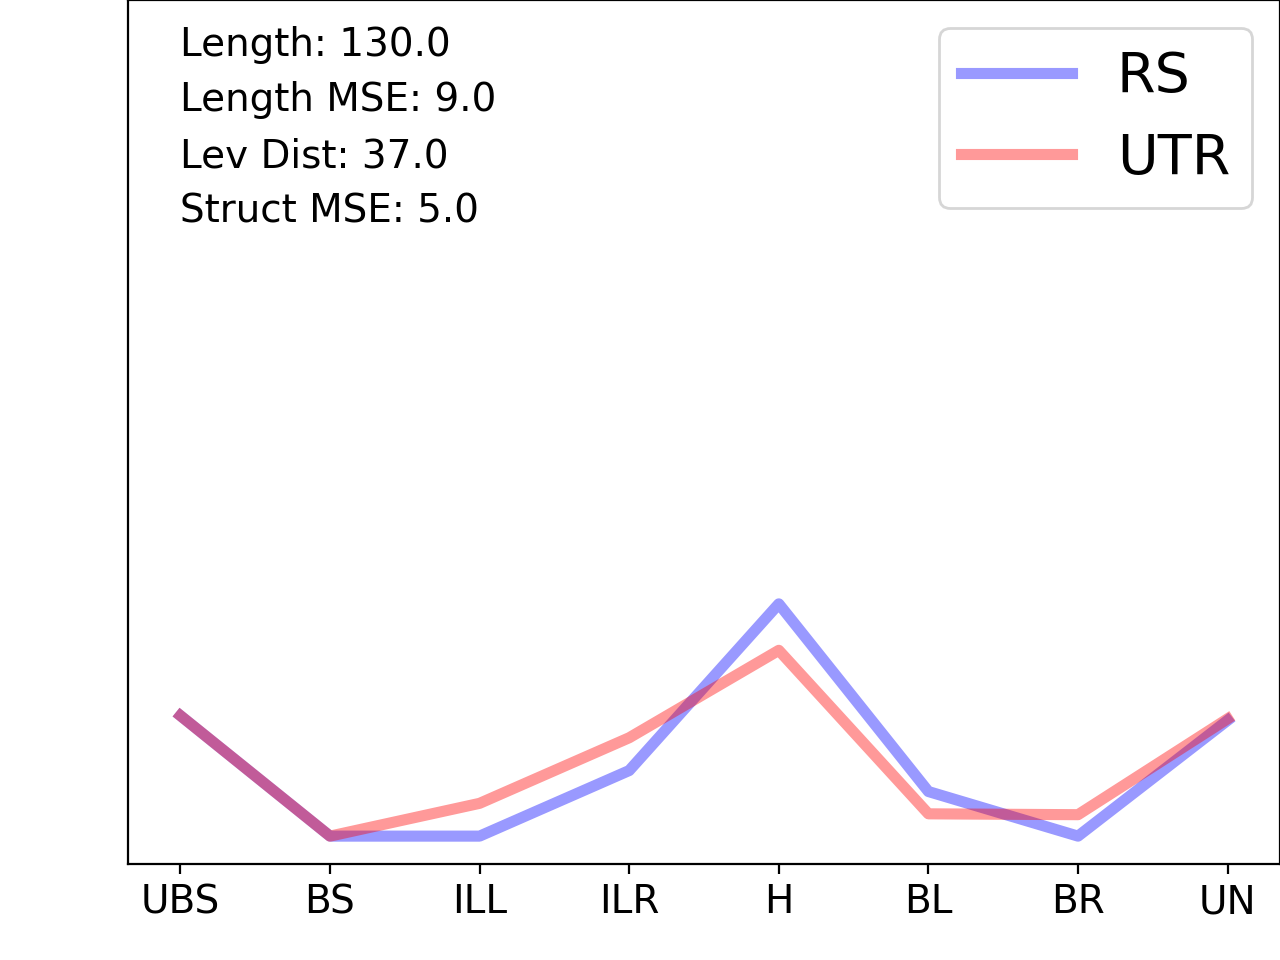 Length: 130.0
Length MSE: 9.0
Lev Dist: 37.0
Struct MSE: 5.0
RS
UTR
UBS BS ILL ILR H BL BR UN